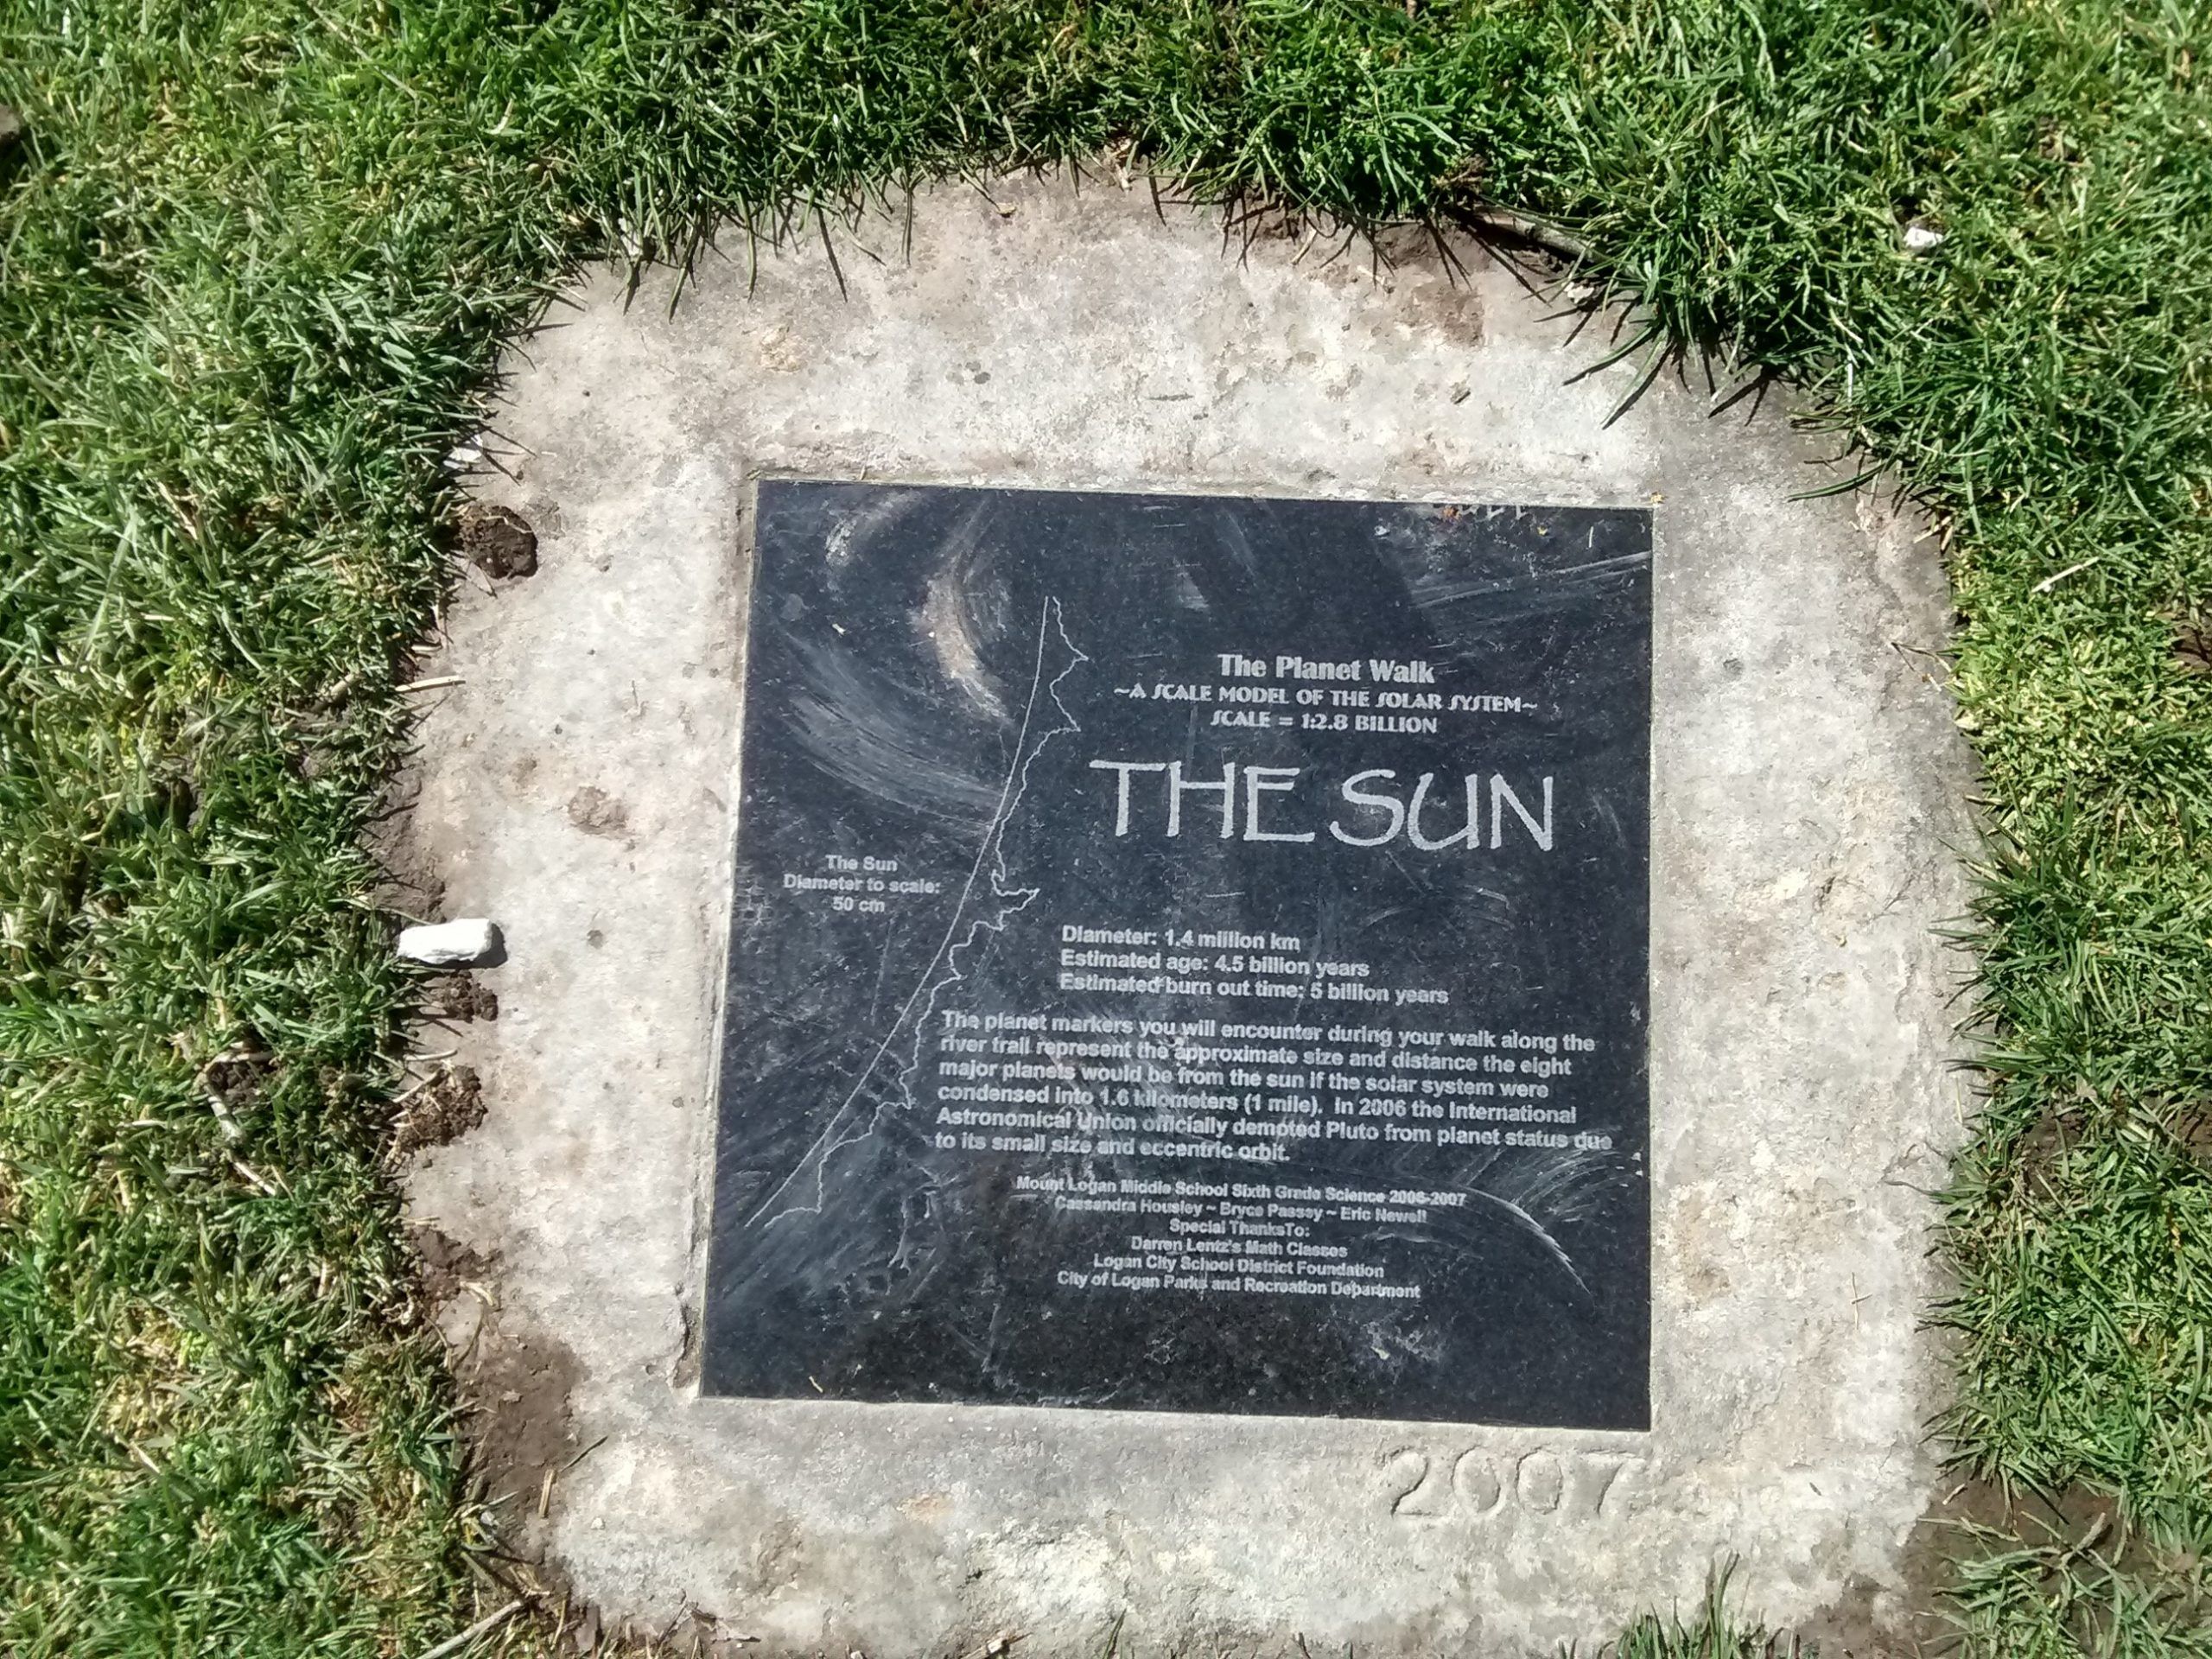 The Planet Walk
~A SCALE MODEL OF THE SOLAR SYSTEM~
SCALE = 1:2.8 BILLION
THE SUN
The Sun
Diameter to scale:
50 cm
Diameter: 1.4 million km
Estimated age: 4.5 billion years
Estimated burn out time: 5 billion years
The planet markers you will encounter during your walk along the
river trail represent the approximate size and distance the eight
major planets would be from the sun if the solar system were
condensed into 1.6 kilometers (1 mile). In 2006 the International
Astronomical Union officially demoted Pluto from planet status due
to its small size and eccentric orbit.
Mount Logan Middle School Sixth Grade Science 2006-2007
Cassandra Housley ~ Bryce Passey ~ Eric Newell
Special ThanksTo:
Darren Lentz's Math Classes
Logan City School District Foundation
City of Logan Parks and Recreation Department
2007